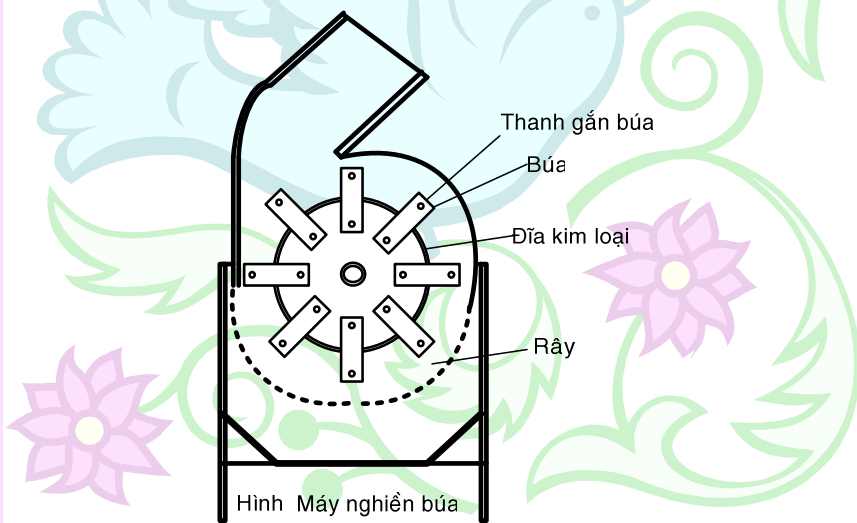 Thanh gắn búa
Búa
Đĩa kim loại
Rây
Hình Máy nghiền búa